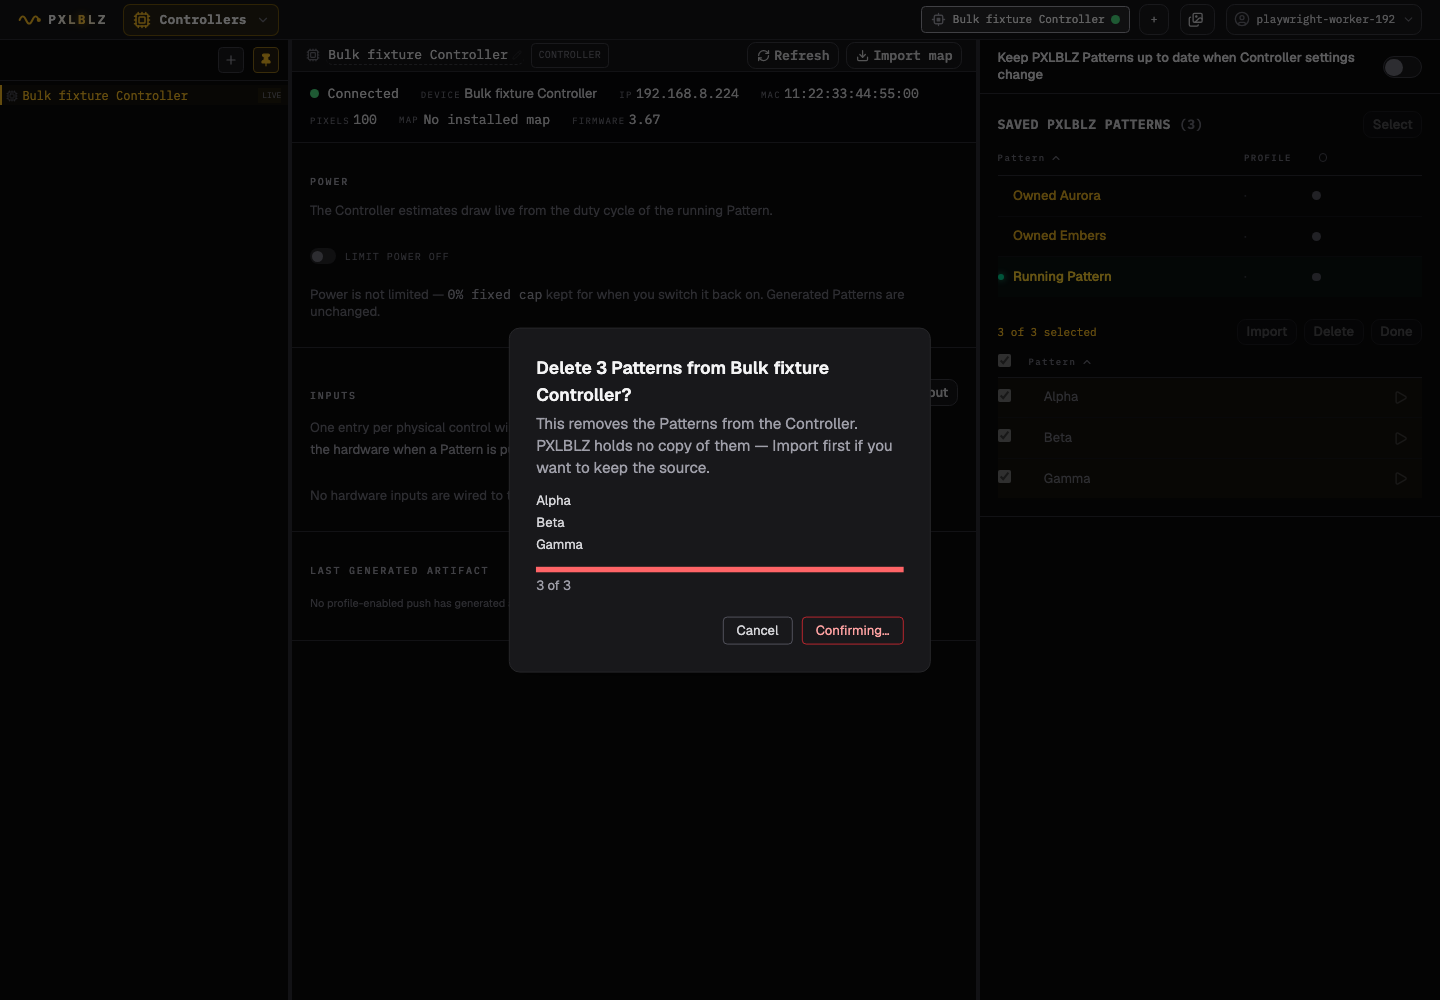 PXLBLZ
Controllers
Bulk fixture Controller
+
playwright-worker-192
+
Bulk fixture Controller
LIVE
Bulk fixture Controller
CONTROLLER
Refresh
Import map
Connected
DEVICE Bulk fixture Controller
IP 192.168.8.224
MAC 11:22:33:44:55:00
PIXELS 100
MAP No installed map
FIRMWARE 3.67
POWER
The Controller estimates draw live from the duty cycle of the running Pattern.
LIMIT POWER OFF
Power is not limited — 0% fixed cap kept for when you switch it back on. Generated Patterns are
unchanged.
INPUTS
One entry per physical control
the hardware when a Pattern is
No hardware inputs are wired to
LAST GENERATED ARTIFACT
No profile-enabled push has generated
Delete 3 Patterns from Bulk fixture
Controller?
This removes the Patterns from the Controller.
PXLBLZ holds no copy of them — Import first if you
want to keep the source.
Alpha
Beta
Gamma
3 of 3
Cancel
Confirming…
Keep PXLBLZ Patterns up to date when Controller settings
change
SAVED PXLBLZ PATTERNS (3)
Select
Pattern
PROFILE
Owned Aurora
Owned Embers
Running Pattern
3 of 3 selected
Import
Delete
Done
Pattern
Alpha
Beta
Gamma